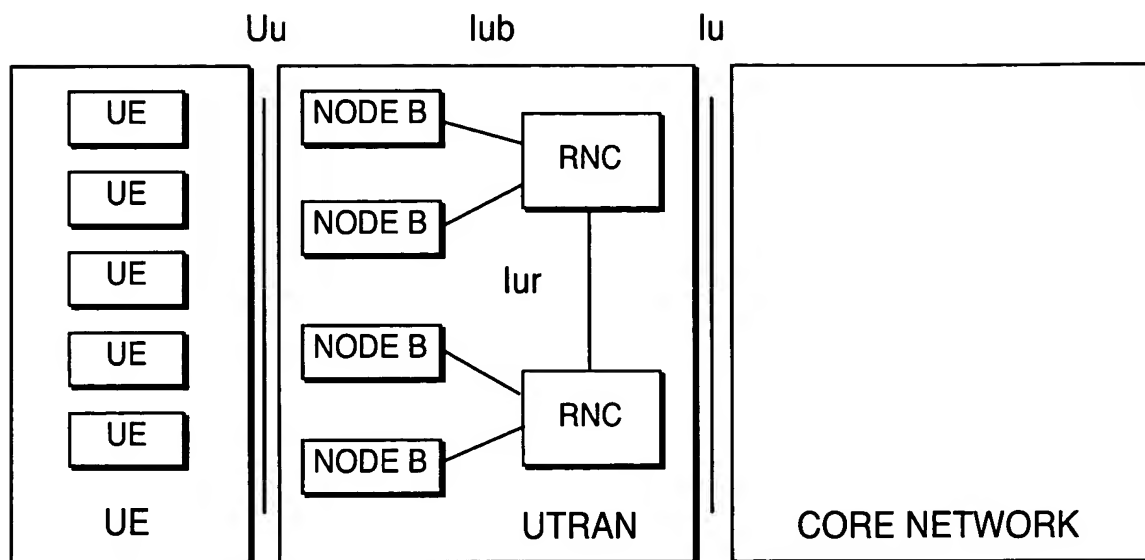 Uu
Iub
Iu
UE
UE
UE
UE
UE
UE
NODE B
NODE B
NODE B
NODE B
RNC
Iur
RNC
UTRAN
CORE NETWORK